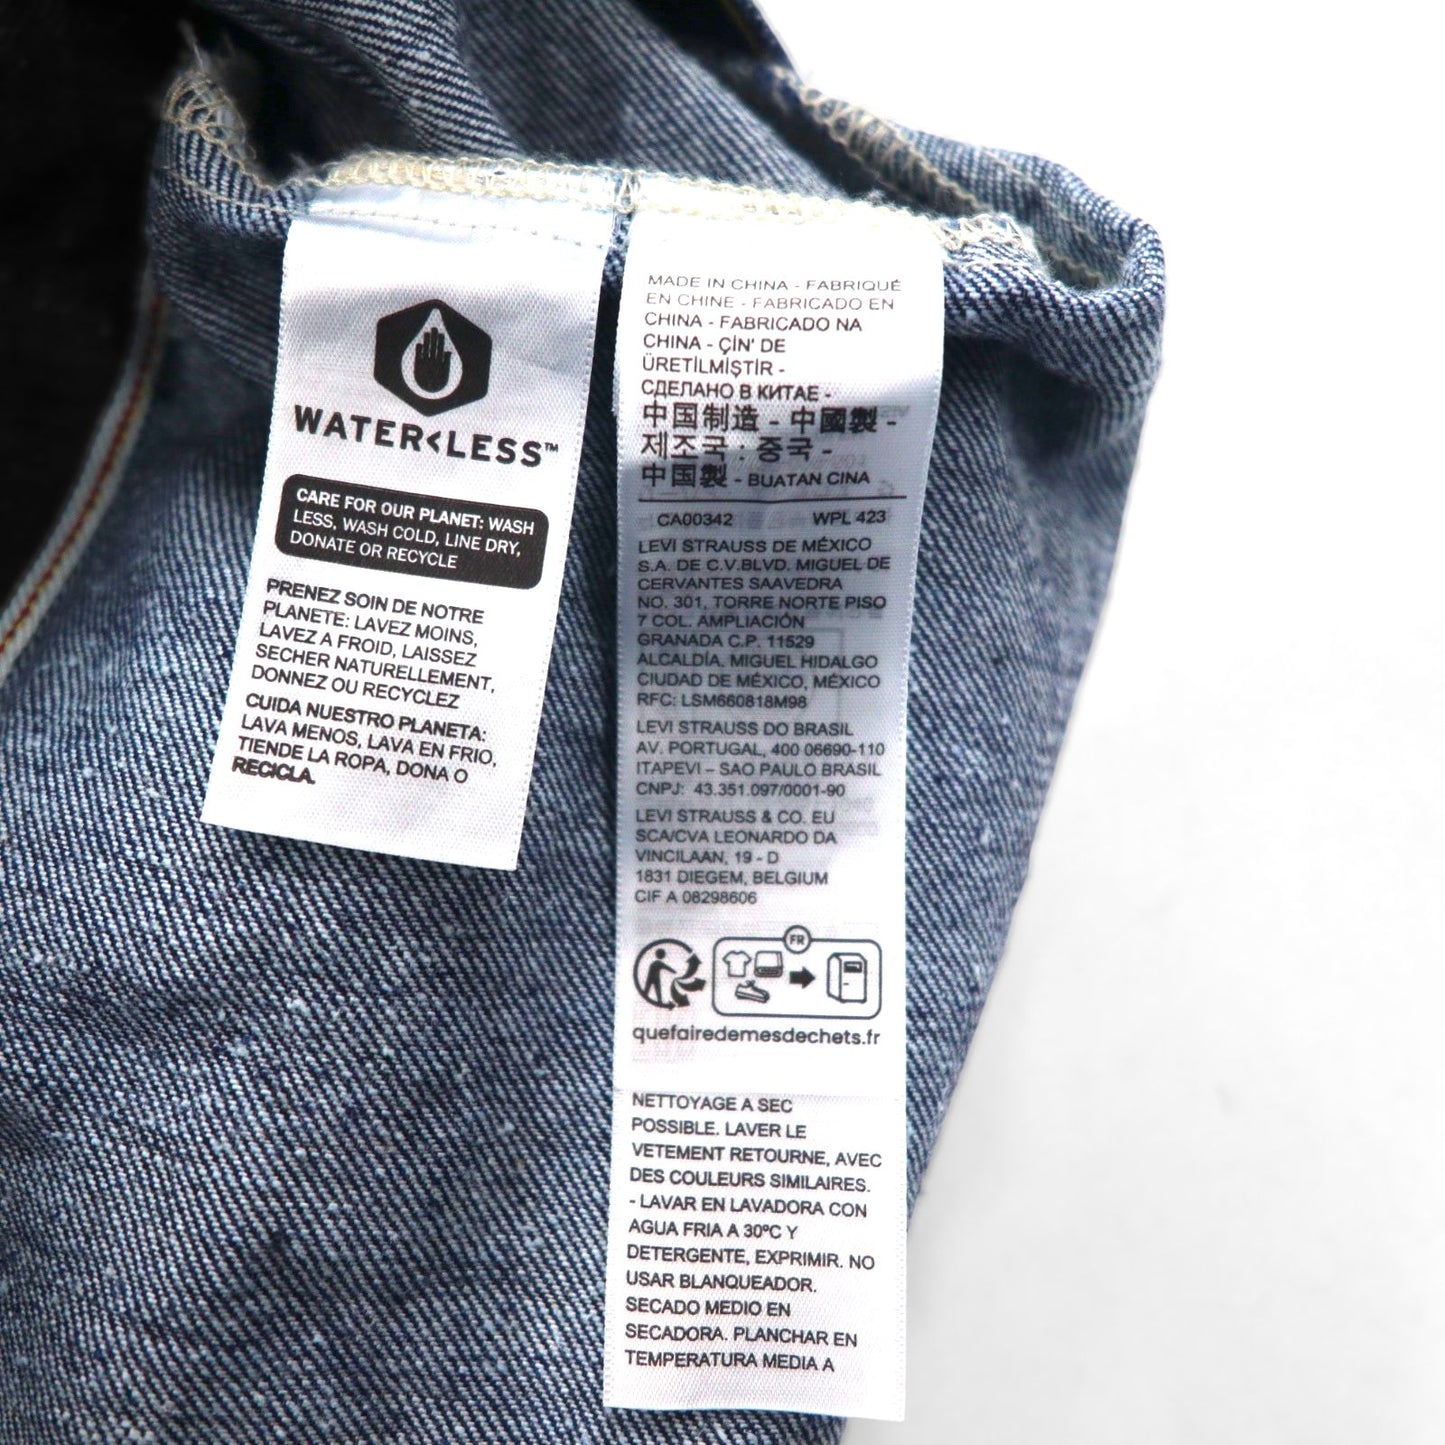 WATER<LESS™
CARE FOR OUR PLANET: WASH
LESS, WASH COLD, LINE DRY,
DONATE OR RECYCLE
PRENEZ SOIN DE NOTRE
PLANETE: LAVEZ MOINS,
LAVEZ A FROID, LAISSEZ
SECHER NATURELLEMENT,
DONNEZ OU RECYCLEZ
CUIDA NUESTRO PLANETA:
LAVA MENOS, LAVA EN FRIO,
TIENDE LA ROPA, DONA O
RECICLA.
MADE IN CHINA - FABRIQUÉ
EN CHINE - FABRICADO EN
CHINA - FABRICADO NA
CHINA - ÇİN' DE
ÜRETİLMİŞTİR -
СДЕЛАНО В КИТАЕ -
中国制造 - 中國製 -
제조국 : 중국 -
中国製 - BUATAN CINA
CA00342 WPL 423
LEVI STRAUSS DE MÉXICO
S.A. DE C.V.BLVD. MIGUEL DE
CERVANTES SAAVEDRA
NO. 301, TORRE NORTE PISO
7 COL. AMPLIACIÓN
GRANADA C.P. 11529
ALCALDÍA, MIGUEL HIDALGO
CIUDAD DE MÉXICO, MÉXICO
RFC: LSM660818M98
LEVI STRAUSS DO BRASIL
AV. PORTUGAL, 400 06690-110
ITAPEVI – SAO PAULO BRASIL
CNPJ: 43.351.097/0001-90
LEVI STRAUSS & CO. EU
SCA/CVA LEONARDO DA
VINCILAAN, 19 - D
1831 DIEGEM, BELGIUM
CIF A 08298606
FR
quefairedemesdechets.fr
NETTOYAGE A SEC
POSSIBLE. LAVER LE
VETEMENT RETOURNE, AVEC
DES COULEURS SIMILAIRES.
- LAVAR EN LAVADORA CON
AGUA FRIA A 30ºC Y
DETERGENTE, EXPRIMIR. NO
USAR BLANQUEADOR.
SECADO MEDIO EN
SECADORA. PLANCHAR EN
TEMPERATURA MEDIA A